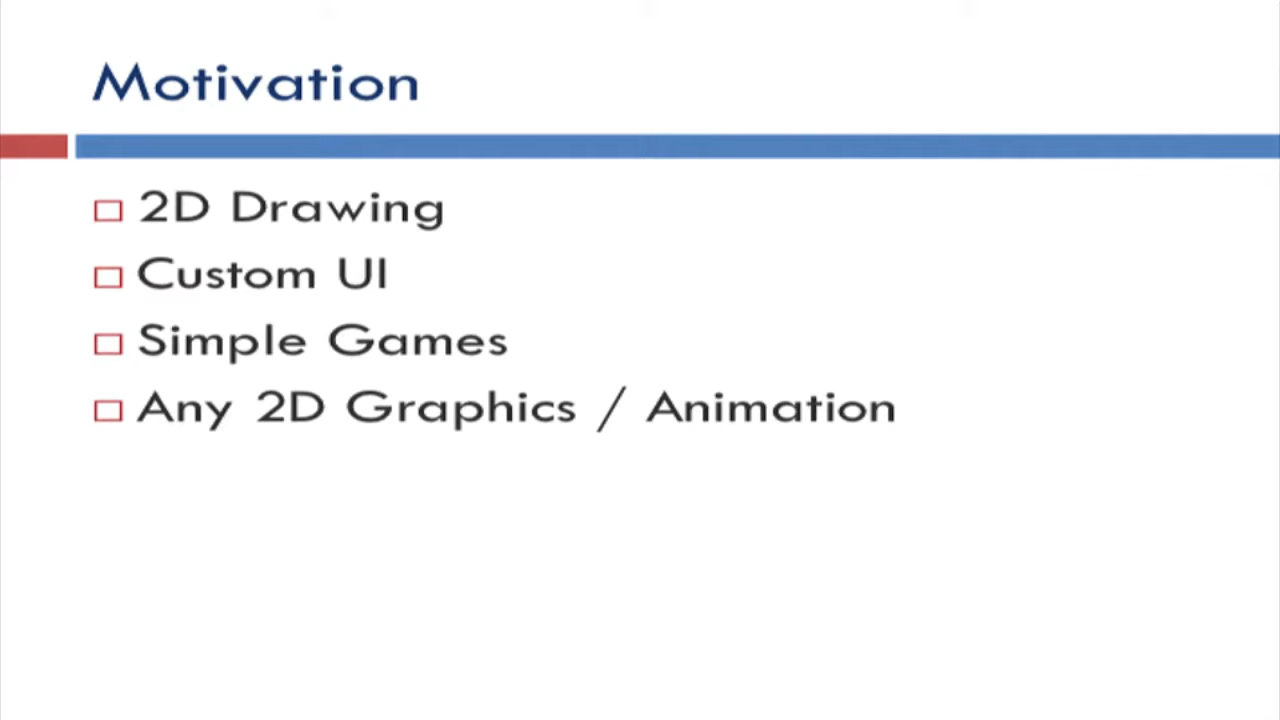 Motivation
2D Drawing
Custom UI
Simple Games
Any 2D Graphics / Animation